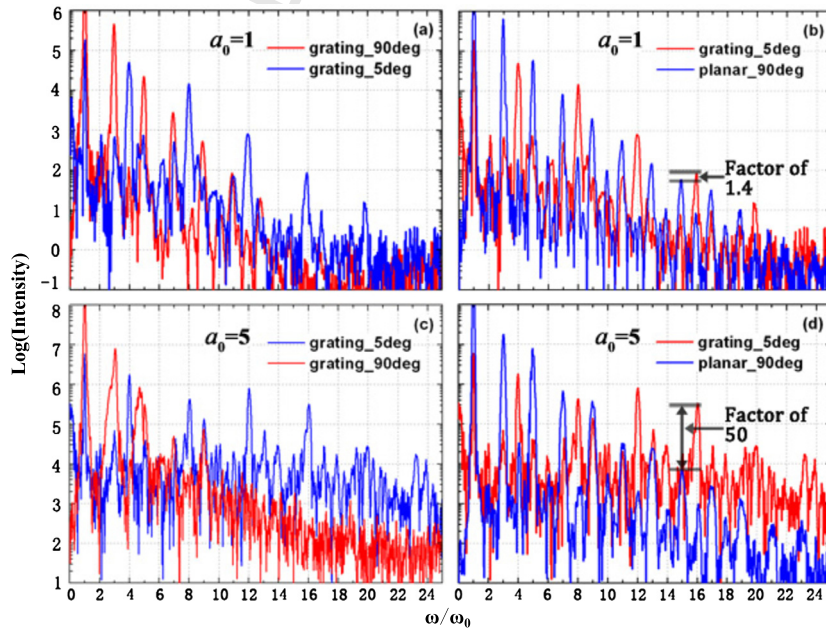 6
(a)
a₀=1
grating_90deg
grating_5deg
5
4
3
2
1
0
-1
(b)
a₀=1
grating_5deg
planar_90deg
Factor of
1.4
8
(c)
a₀=5
grating_5deg
grating_90deg
7
6
5
4
3
2
1
0 2 4 6 8 10 12 14 16 18 20 22 24
(d)
a₀=5
grating_5deg
planar_90deg
Factor of
50
0 2 4 6 8 10 12 14 16 18 20 22 24
Log(Intensity)
ω/ω₀